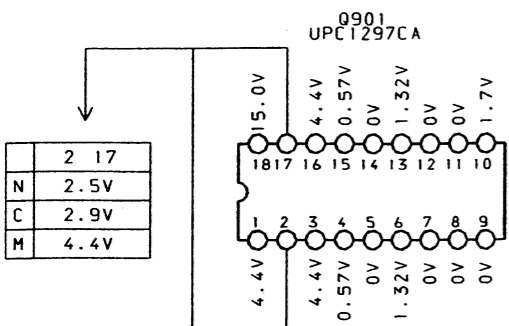 Q901
UPC1297CA
15.0V 4.4V 0.57V 0V 1.32V 0V 0V 1.7V
18 17 16 15 14 13 12 11 10
1 2 3 4 5 6 7 8 9
4.4V 4.4V 0.57V 0V 1.32V 0V 0V 0V
2 17
N 2.5V
C 2.9V
M 4.4V